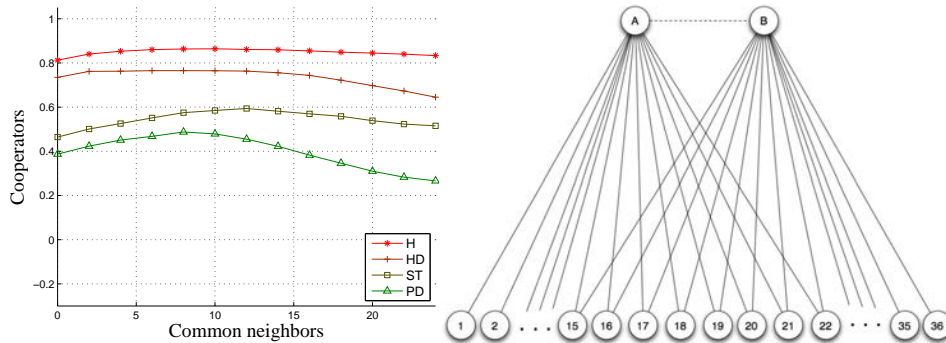 1
0.8
0.6
0.4
0.2
0
−0.2
Cooperators
0 5 10 15 20
Common neighbors
H
HD
ST
PD
A B
1 2 . . . 15 16 17 18 19 20 21 22 . . . 35 36